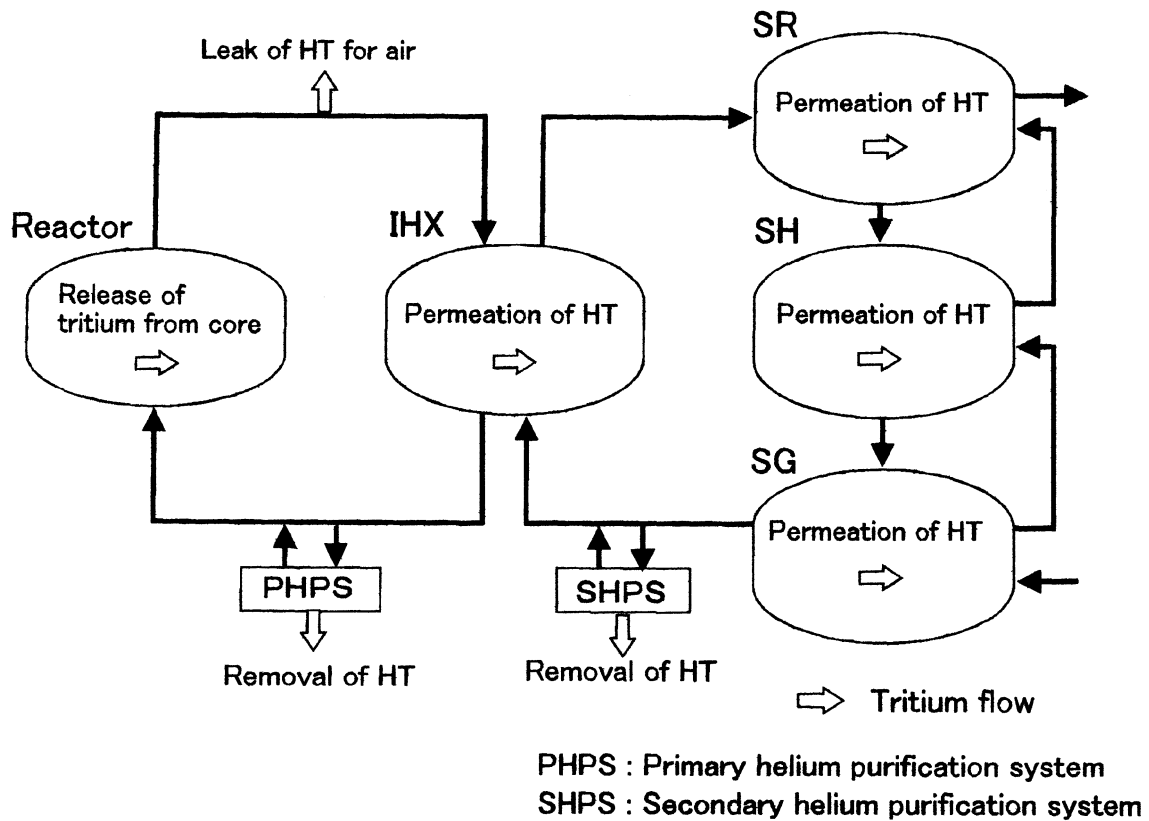 SR
Leak of HT for air
Permeation of HT
Reactor
IHX
SH
Release of
tritium from core
Permeation of HT
Permeation of HT
SG
Permeation of HT
PHPS
SHPS
Removal of HT
Removal of HT
Tritium flow
PHPS : Primary helium purification system
SHPS : Secondary helium purification system